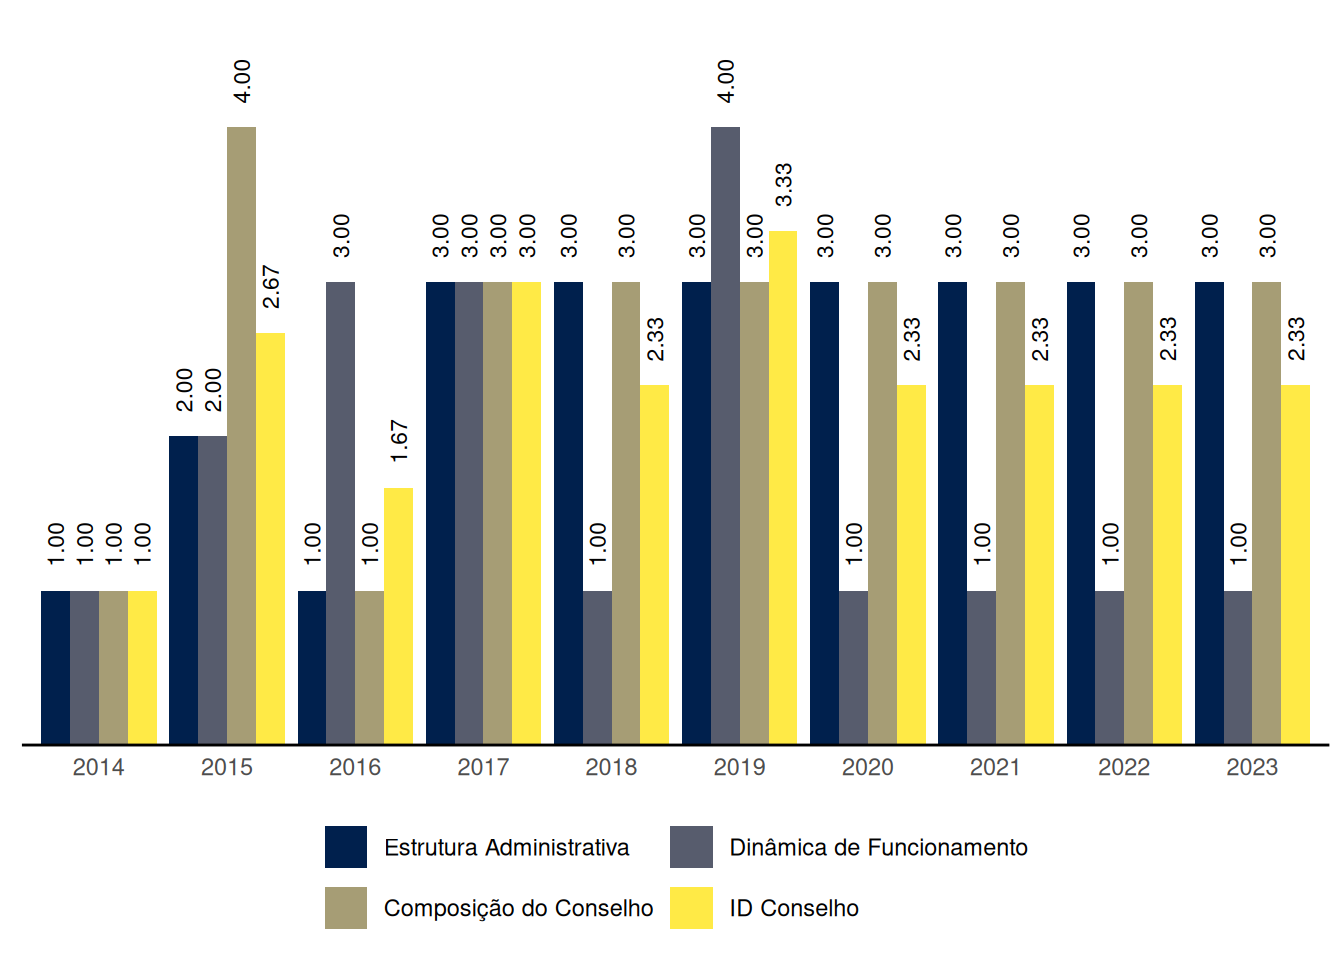 4.00 4.00
3.33
3.00 3.00 3.00 3.00 3.00 3.00 3.00 3.00 3.00 3.00 3.00 3.00 3.00 3.00 3.00 3.00 3.00
2.67
2.33 2.33 2.33 2.33 2.33
2.00 2.00
1.67
1.00 1.00 1.00 1.00 1.00 1.00 1.00 1.00 1.00 1.00 1.00
2014 2015 2016 2017 2018 2019 2020 2021 2022 2023
Estrutura Administrativa Dinâmica de Funcionamento
Composição do Conselho ID Conselho